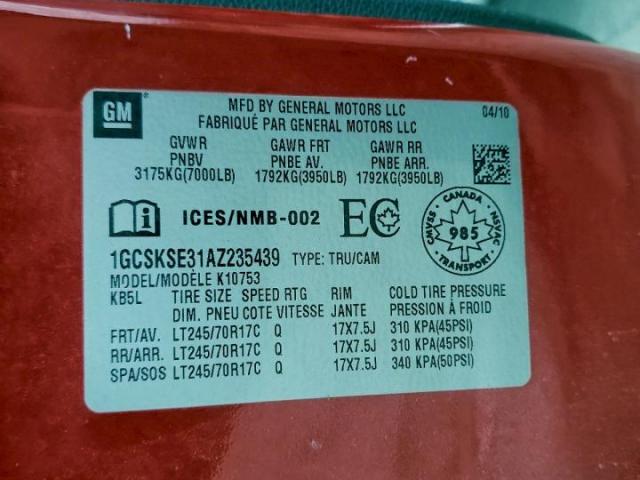 GM
MFD BY GENERAL MOTORS LLC
04/10
FABRIQUÉ PAR GENERAL MOTORS LLC
GVWR GAWR FRT GAWR RR
PNBV PNBE AV. PNBE ARR.
3175KG(7000LB) 1792KG(3950LB) 1792KG(3950LB)
i ICES/NMB-002 EC
CANADA
CMVSS 985 NSVAC
TRANSPORT
1GCSKSE31AZ235439 TYPE: TRU/CAM
MODEL/MODÈLE K10753
KB5L TIRE SIZE SPEED RTG RIM COLD TIRE PRESSURE
DIM. PNEU COTE VITESSE JANTE PRESSION À FROID
FRT/AV. LT245/70R17C Q 17X7.5J 310 KPA(45PSI)
RR/ARR. LT245/70R17C Q 17X7.5J 310 KPA(45PSI)
SPA/SOS LT245/70R17C Q 17X7.5J 340 KPA(50PSI)